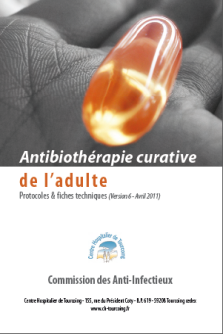 Antibiothérapie curative
de l'adulte
Protocoles & fiches techniques (Version 6 - Avril 2011)
Centre Hospitalier de Tourcoing
Commission des Anti-Infectieux
Centre Hospitalier de Tourcoing - 155, rue du Président Coty - B.P. 619 - 59208 Tourcoing cedex
www.ch-tourcoing.fr